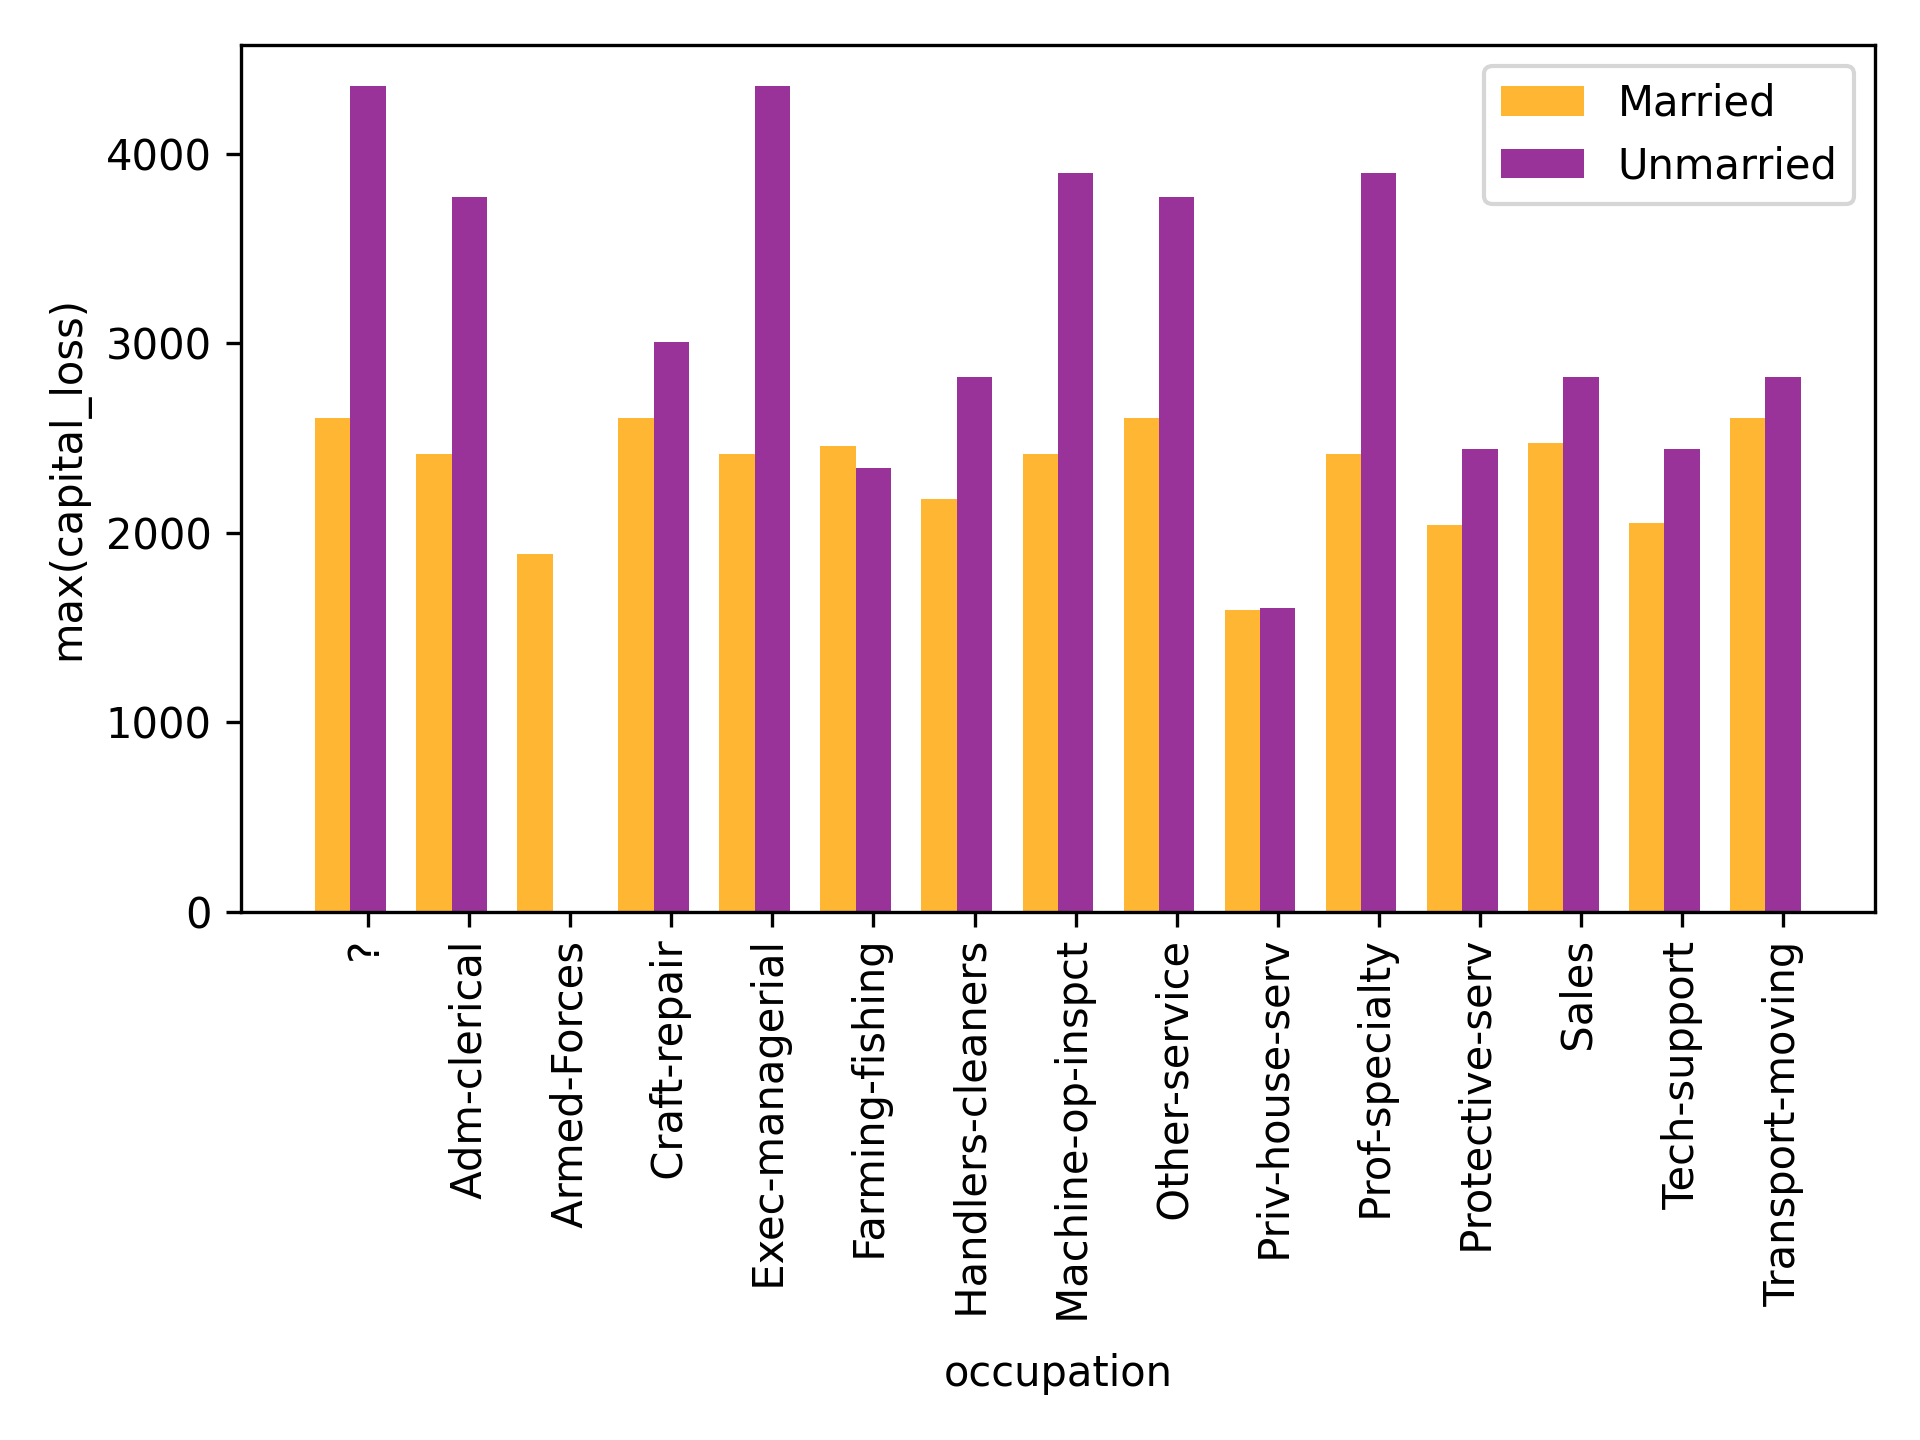 Married
Unmarried
max(capital_loss)
4000
3000
2000
1000
0
?
Adm-clerical
Armed-Forces
Craft-repair
Exec-managerial
Farming-fishing
Handlers-cleaners
Machine-op-inspct
Other-service
Priv-house-serv
Prof-specialty
Protective-serv
Sales
Tech-support
Transport-moving
occupation